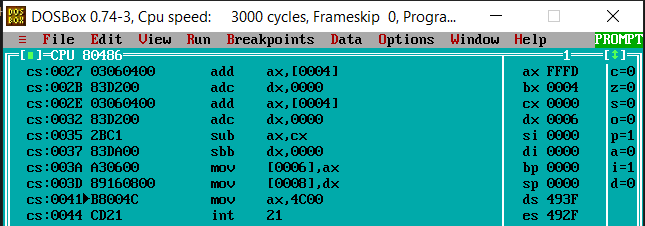 DOS BOX DOSBox 0.74-3, Cpu speed: 3000 cycles, Frameskip 0, Progra...
≡ File Edit View Run Breakpoints Data Options Window Help PROMPT
[■]=CPU 80486 1 [↕]
cs:0027 03060400 add ax,[0004] ax FFFD c=0
cs:002B 83D200 adc dx,0000 bx 0004 z=0
cs:002E 03060400 add ax,[0004] cx 0000 s=0
cs:0032 83D200 adc dx,0000 dx 0006 o=0
cs:0035 2BC1 sub ax,cx si 0000 p=1
cs:0037 83DA00 sbb dx,0000 di 0000 a=0
cs:003A A30600 mov [0006],ax bp 0000 i=1
cs:003D 89160800 mov [0008],dx sp 0000 d=0
cs:0041►B8004C mov ax,4C00 ds 493F
cs:0044 CD21 int 21 es 492F